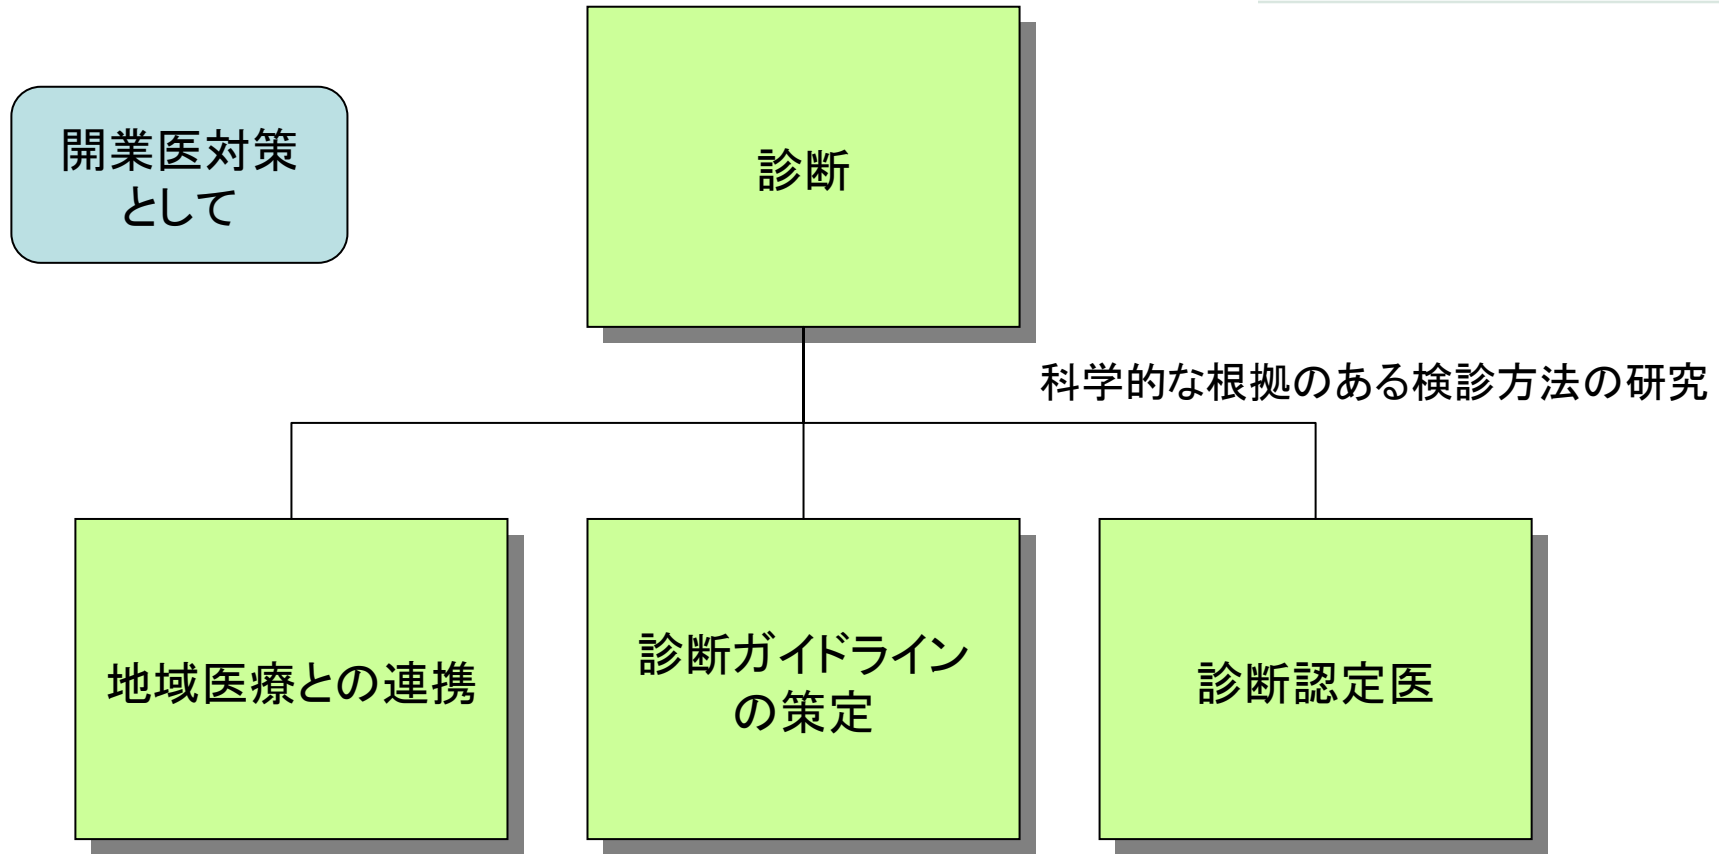 開業医対策
として
診断
科学的な根拠のある検診方法の研究
地域医療との連携
診断ガイドライン
の策定
診断認定医